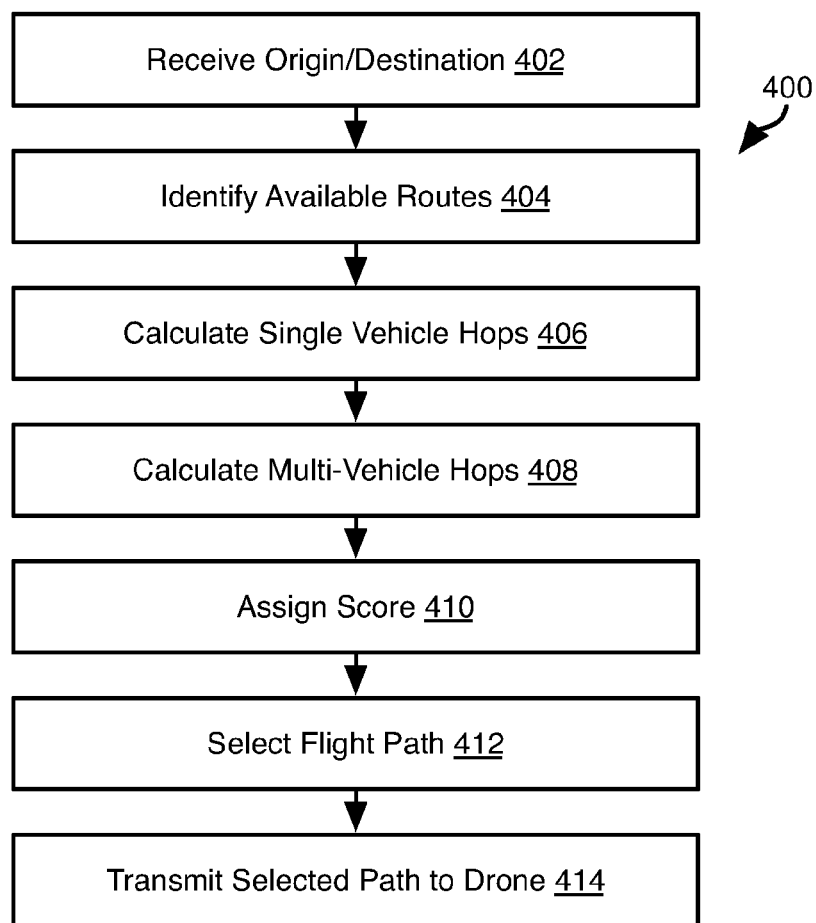 Receive Origin/Destination 402
400
Identify Available Routes 404
Calculate Single Vehicle Hops 406
Calculate Multi-Vehicle Hops 408
Assign Score 410
Select Flight Path 412
Transmit Selected Path to Drone 414